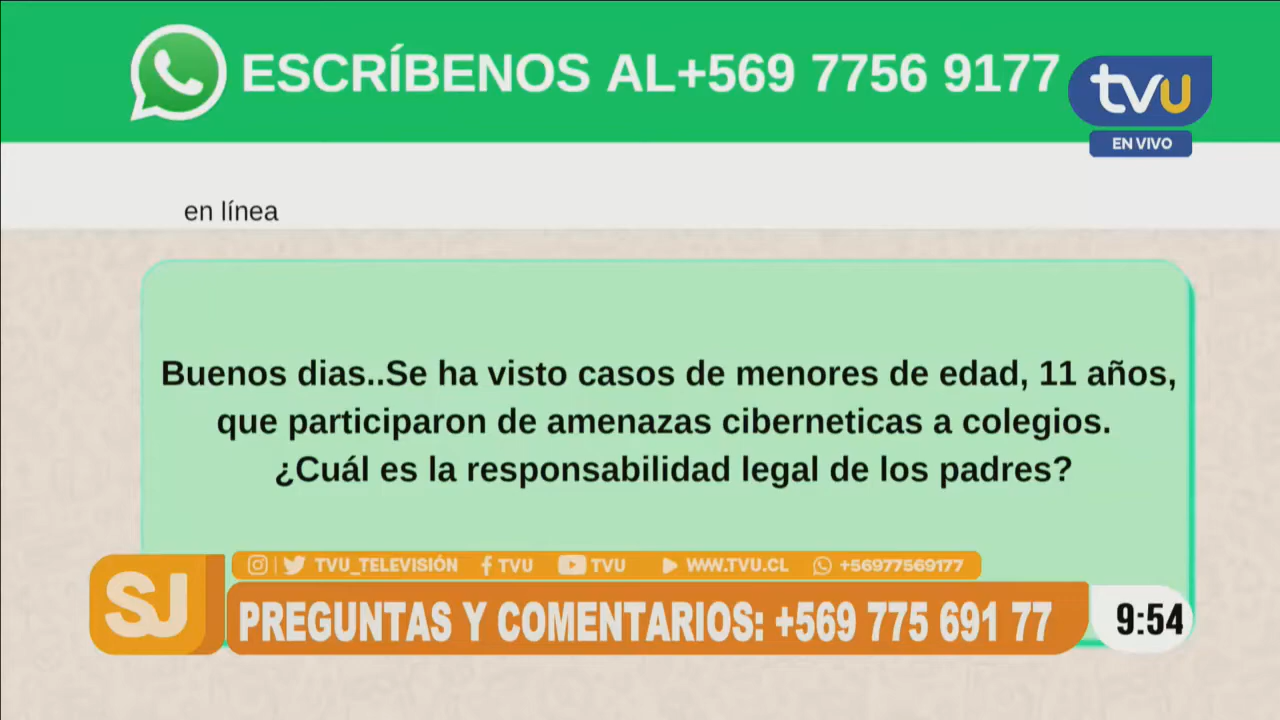 ESCRÍBENOS AL+569 7756 9177
tvu
EN VIVO
en línea
Buenos dias..Se ha visto casos de menores de edad, 11 años,
que participaron de amenazas ciberneticas a colegios.
¿Cuál es la responsabilidad legal de los padres?
TVU_TELEVISIÓN TVU TVU WWW.TVU.CL +56977569177
SJ
PREGUNTAS Y COMENTARIOS: +569 775 691 77
9:54